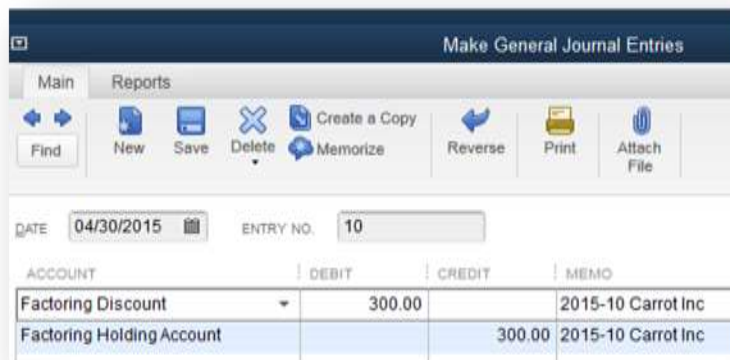 Make General Journal Entries
Main Reports
Find New Save Delete Create a Copy Memorize Reverse Print Attach File
DATE 04/30/2015 ENTRY NO. 10
ACCOUNT DEBIT CREDIT MEMO
Factoring Discount 300.00 2015-10 Carrot Inc
Factoring Holding Account 300.00 2015-10 Carrot Inc